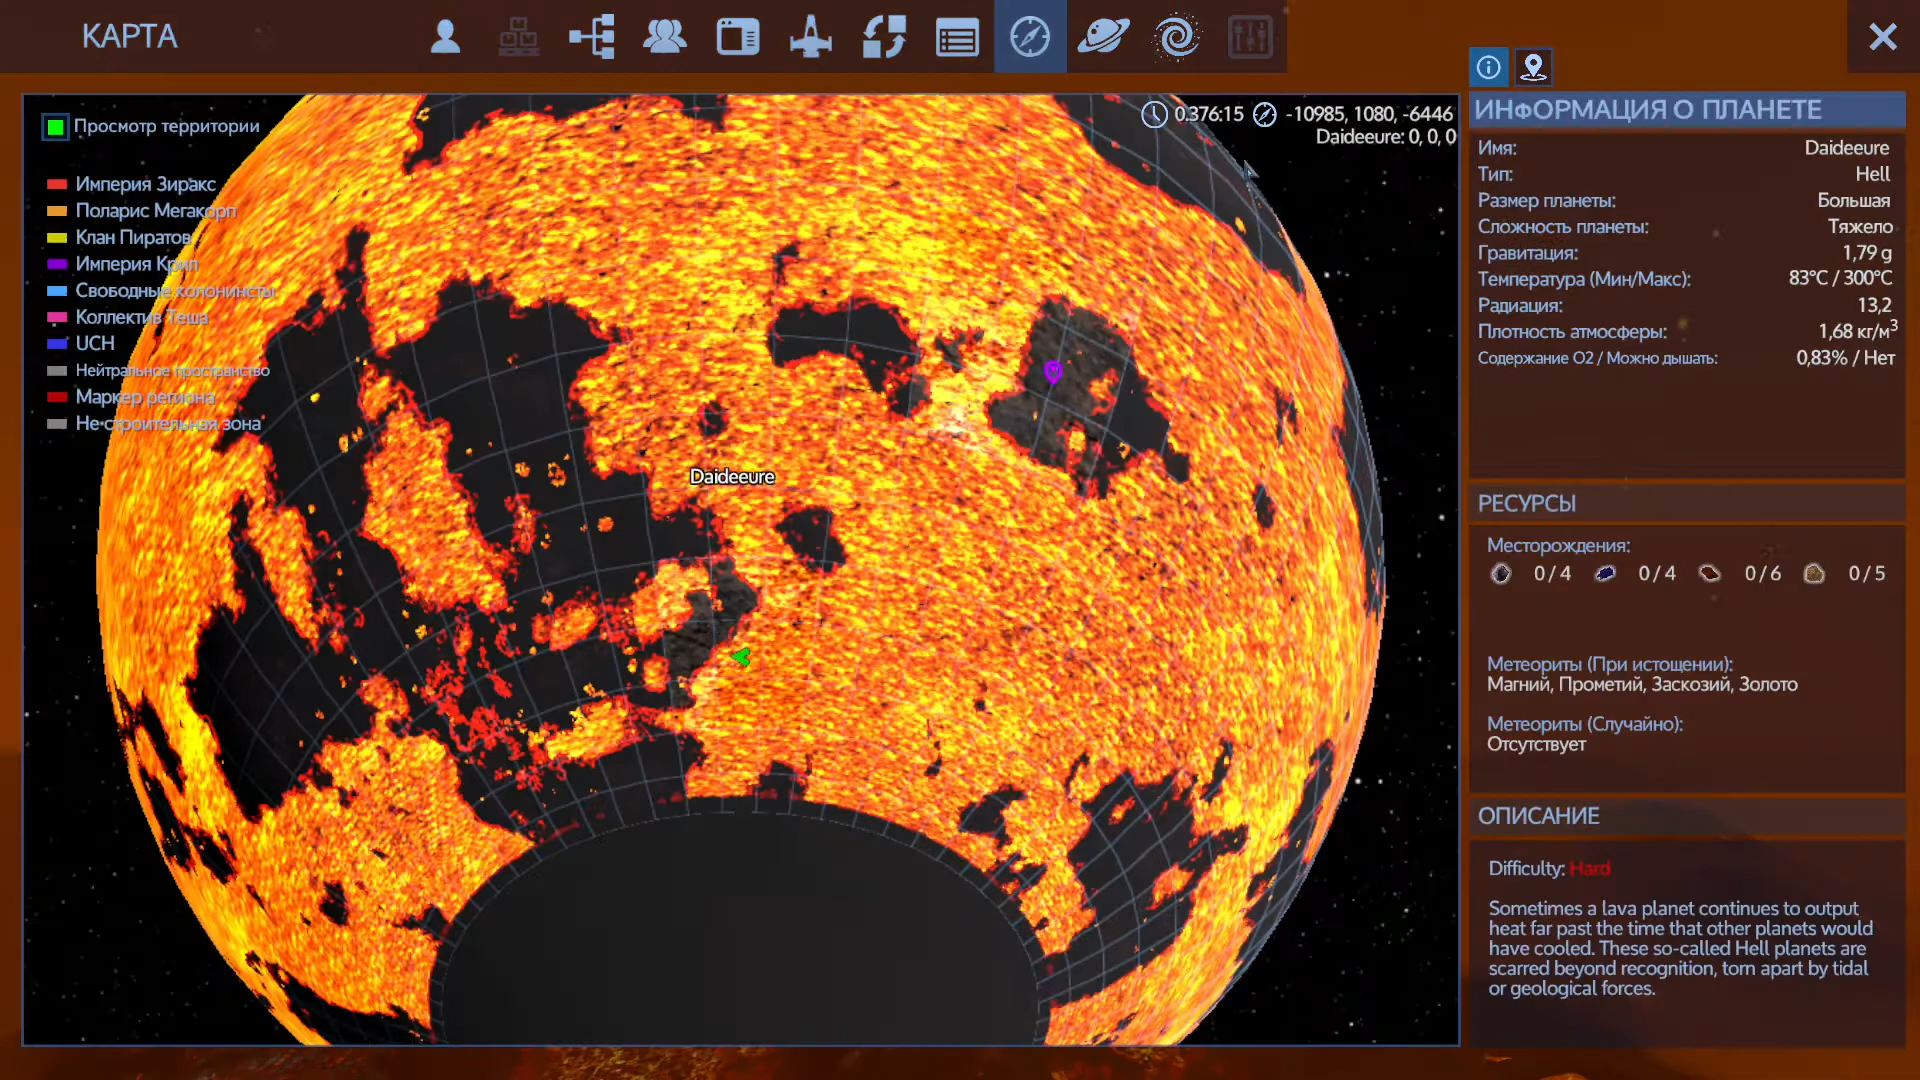 КАРТА
0.376:15 -10985, 1080, -6446
Daideeure: 0, 0, 0
Просмотр территории
Империя Зиракс
Поларис Мегакорп
Клан Пиратов
Империя Крип
Свободные колонинсты
Коллектив Теша
UCH
Нейтральное пространство
Маркер региона
Не строительная зона
Daideeure
ИНФОРМАЦИЯ О ПЛАНЕТЕ
Имя: Daideeure
Тип: Hell
Размер планеты: Большая
Сложность планеты: Тяжело
Гравитация: 1,79 g
Температура (Мин/Макс): 83°C / 300°C
Радиация: 13,2
Плотность атмосферы: 1,68 кг/м³
Содержание О2 / Можно дышать: 0,83% / Нет
РЕСУРСЫ
Месторождения:
0 / 4 0 / 4 0 / 6 0 / 5
Метеориты (При истощении):
Магний, Прометий, Заскозий, Золото
Метеориты (Случайно):
Отсутствует
ОПИСАНИЕ
Difficulty: Hard
Sometimes a lava planet continues to output
heat far past the time that other planets would
have cooled. These so-called Hell planets are
scarred beyond recognition, torn apart by tidal
or geological forces.